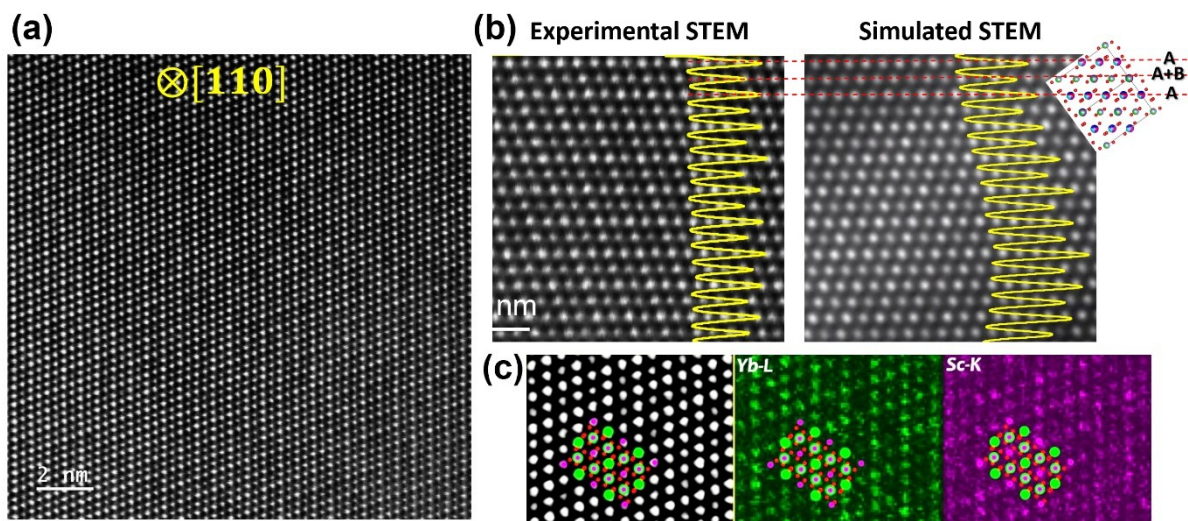 (a)
⊗[110]
2 nm
(b)
Experimental STEM
Simulated STEM
A
A+B
A
nm
(c)
Yb-L
Sc-K